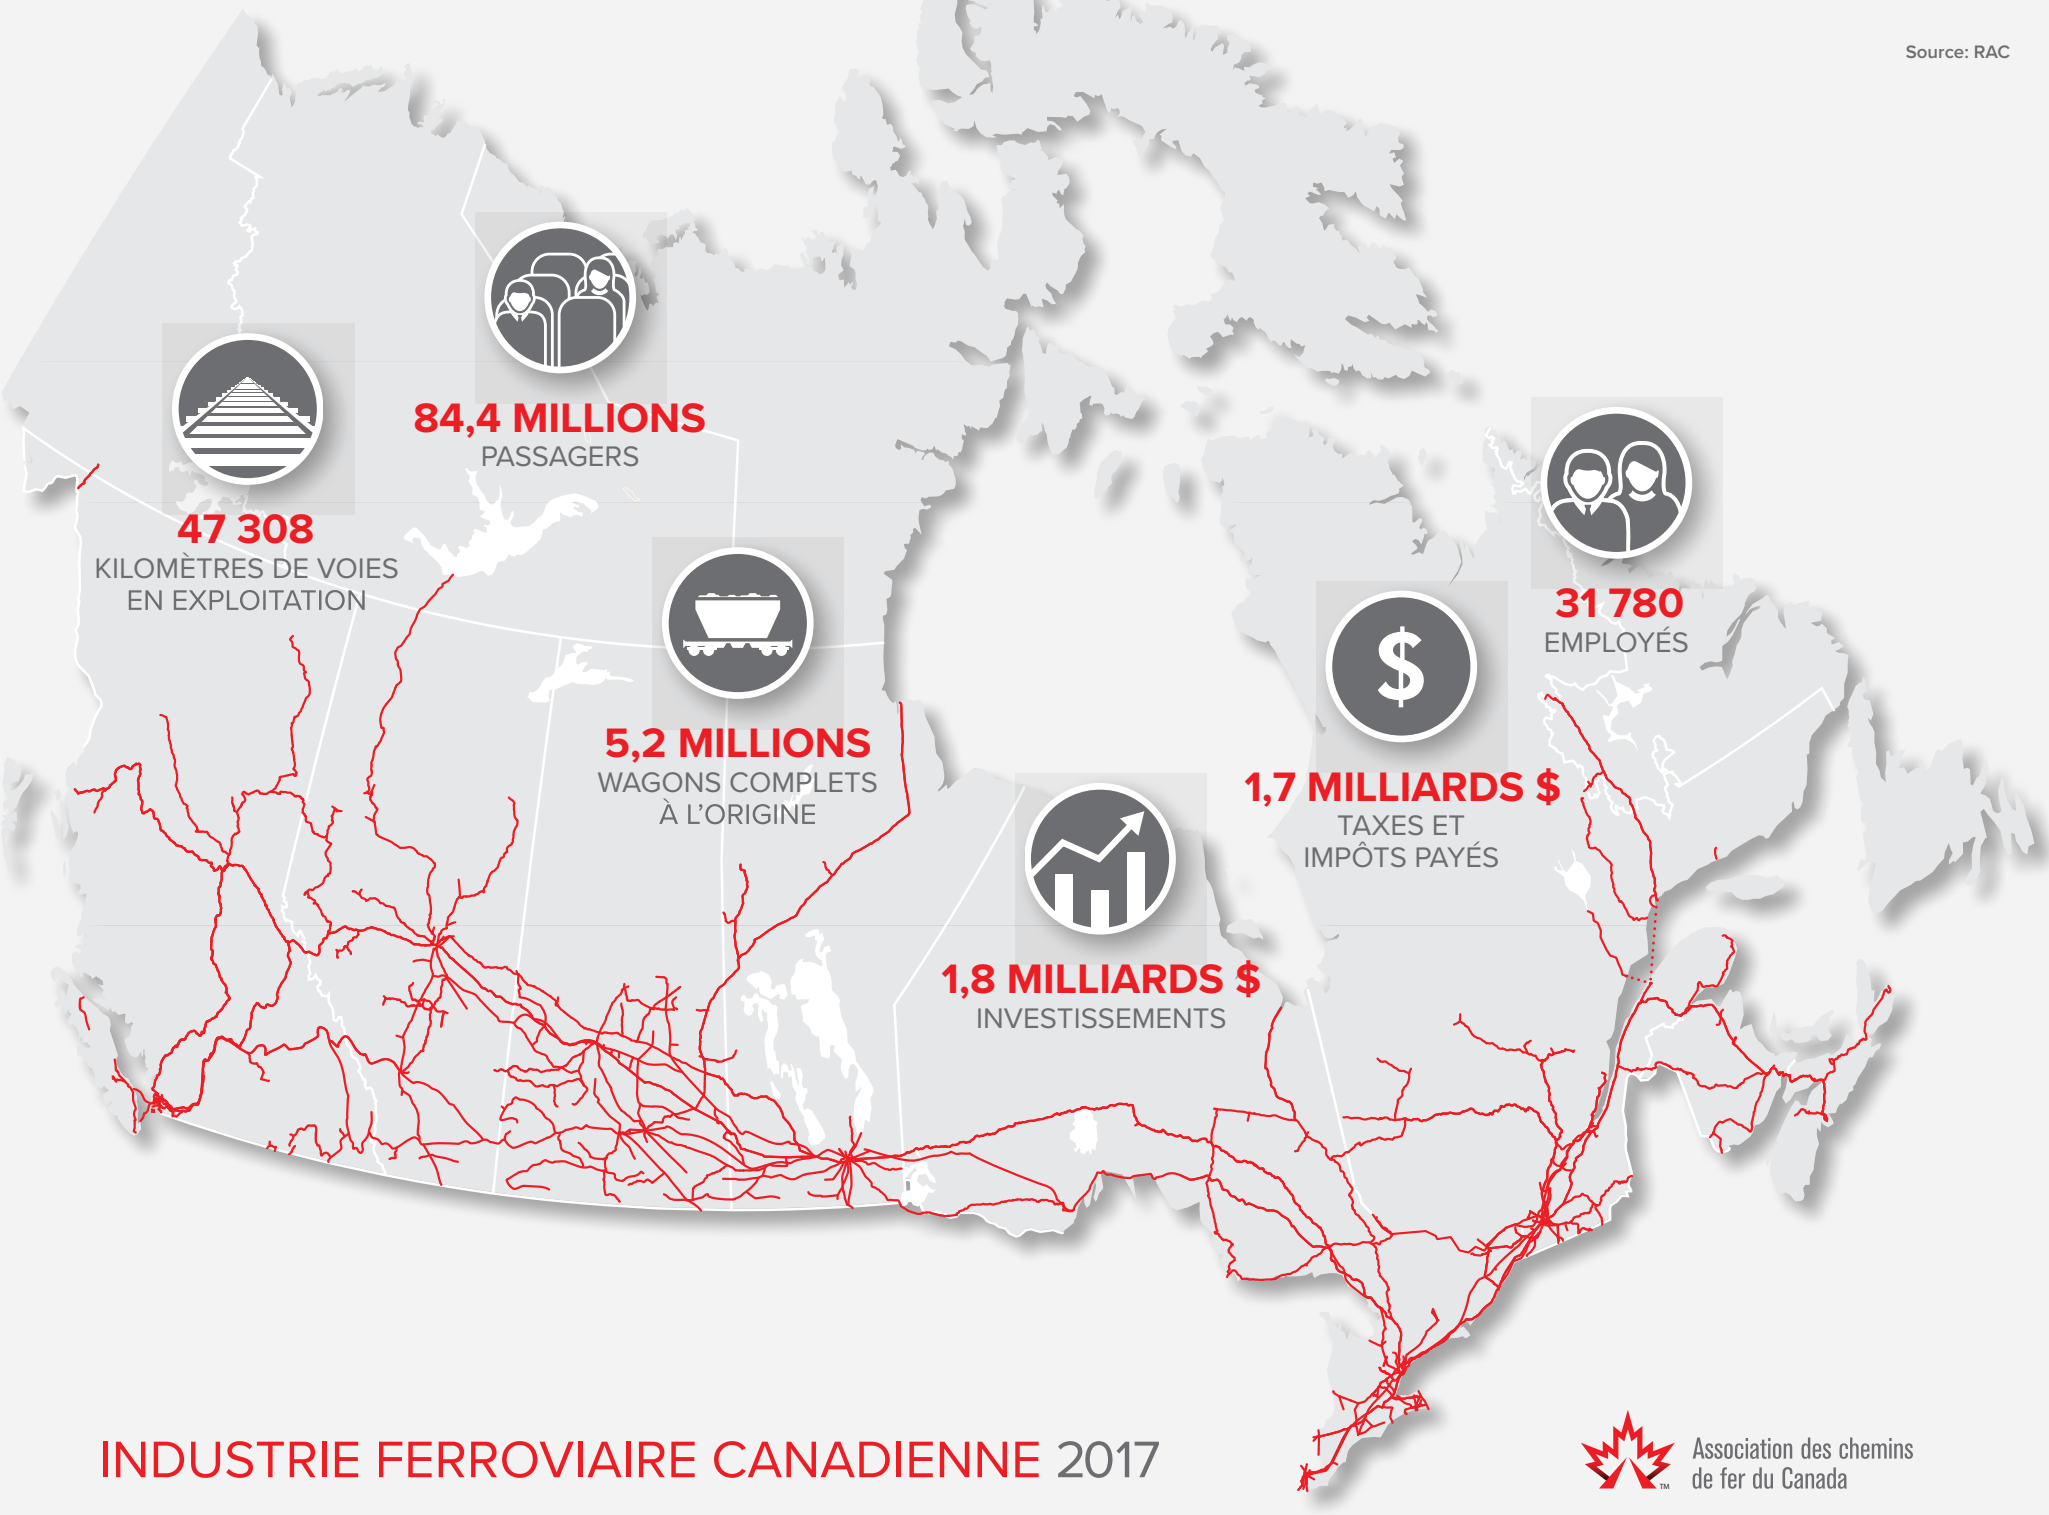 Source: RAC
84,4 MILLIONS
PASSAGERS
47 308
KILOMÈTRES DE VOIES
EN EXPLOITATION
31 780
EMPLOYÉS
5,2 MILLIONS
WAGONS COMPLETS
À L'ORIGINE
$
1,7 MILLIARDS $
TAXES ET
IMPÔTS PAYÉS
1,8 MILLIARDS $
INVESTISSEMENTS
INDUSTRIE FERROVIAIRE CANADIENNE 2017
Association des chemins
de fer du Canada
TM